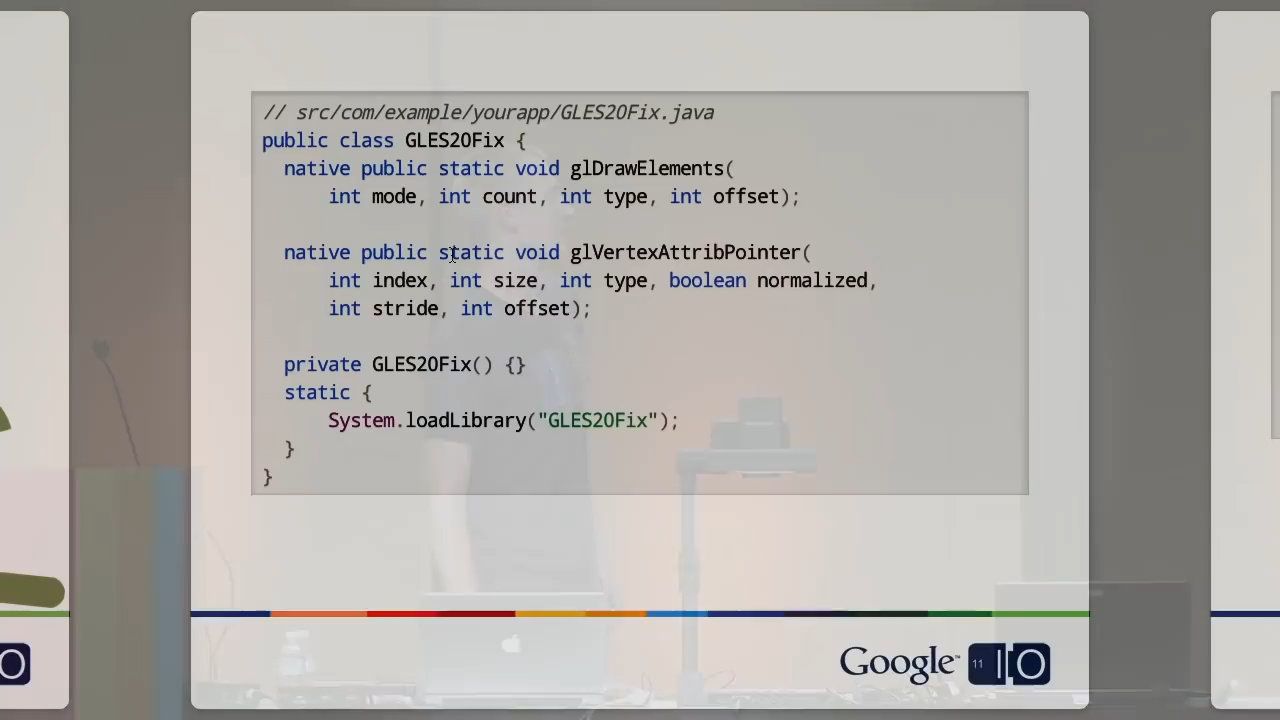 // src/com/example/yourapp/GLES20Fix.java
public class GLES20Fix {
native public static void glDrawElements(
int mode, int count, int type, int offset);
native public static void glVertexAttribPointer(
int index, int size, int type, boolean normalized,
int stride, int offset);
private GLES20Fix() {}
static {
System.loadLibrary("GLES20Fix");
}
}
Google™ 11 IO
O